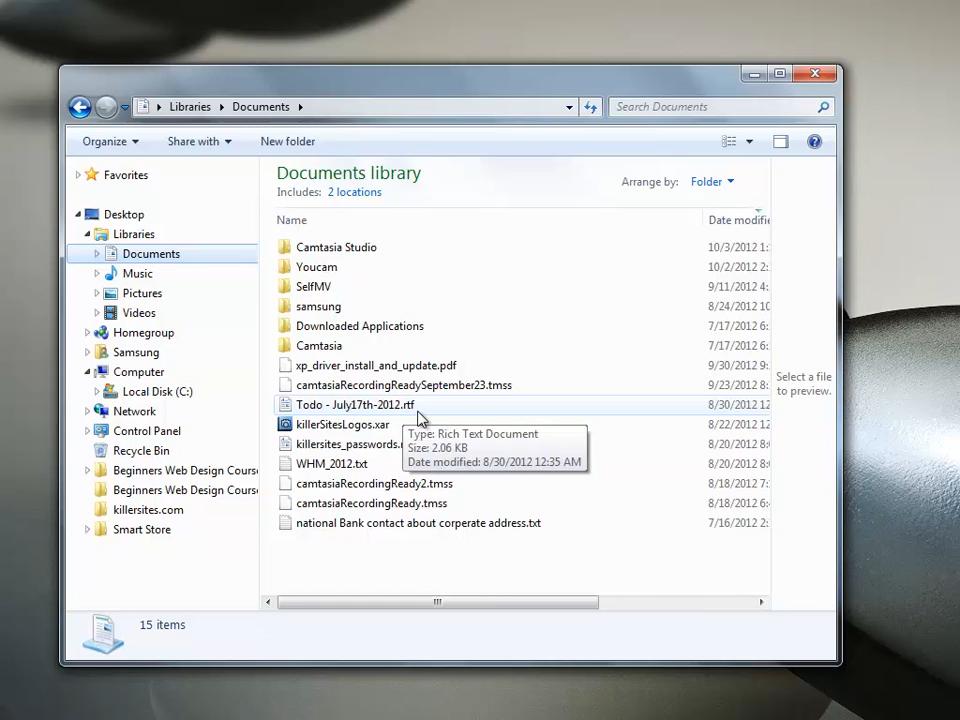 Libraries Documents
Search Documents
Organize Share with New folder
Documents library
Includes: 2 locations
Arrange by: Folder
Name Date modifie
Favorites
Desktop
Libraries
Documents
Music
Pictures
Videos
Homegroup
Samsung
Computer
Local Disk (C:)
Network
Control Panel
Recycle Bin
Beginners Web Design Course
Beginners Web Design Course
killersites.com
Smart Store
Camtasia Studio 10/3/2012 1:
Youcam 10/2/2012 2:
SelfMV 9/11/2012 4:
samsung 8/24/2012 10
Downloaded Applications 7/17/2012 6:
Camtasia 7/17/2012 6:
xp_driver_install_and_update.pdf 9/30/2012 2:
camtasiaRecordingReadySeptember23.tmss 9/23/2012 8:
Todo - July17th-2012.rtf 8/30/2012 12
killerSitesLogos.xar 8/22/2012 12
killersites_passwords. 8/20/2012 4:
WHM_2012.txt 8/20/2012
camtasiaRecordingReady2.tmss 8/18/2012
camtasiaRecordingReady.tmss 8/18/2012
national Bank contact about corperate address.txt 7/16/2012 2:
Type: Rich Text Document
Size: 2.06 KB
Date modified: 8/30/2012 12:35 AM
Select a file
to preview.
15 items